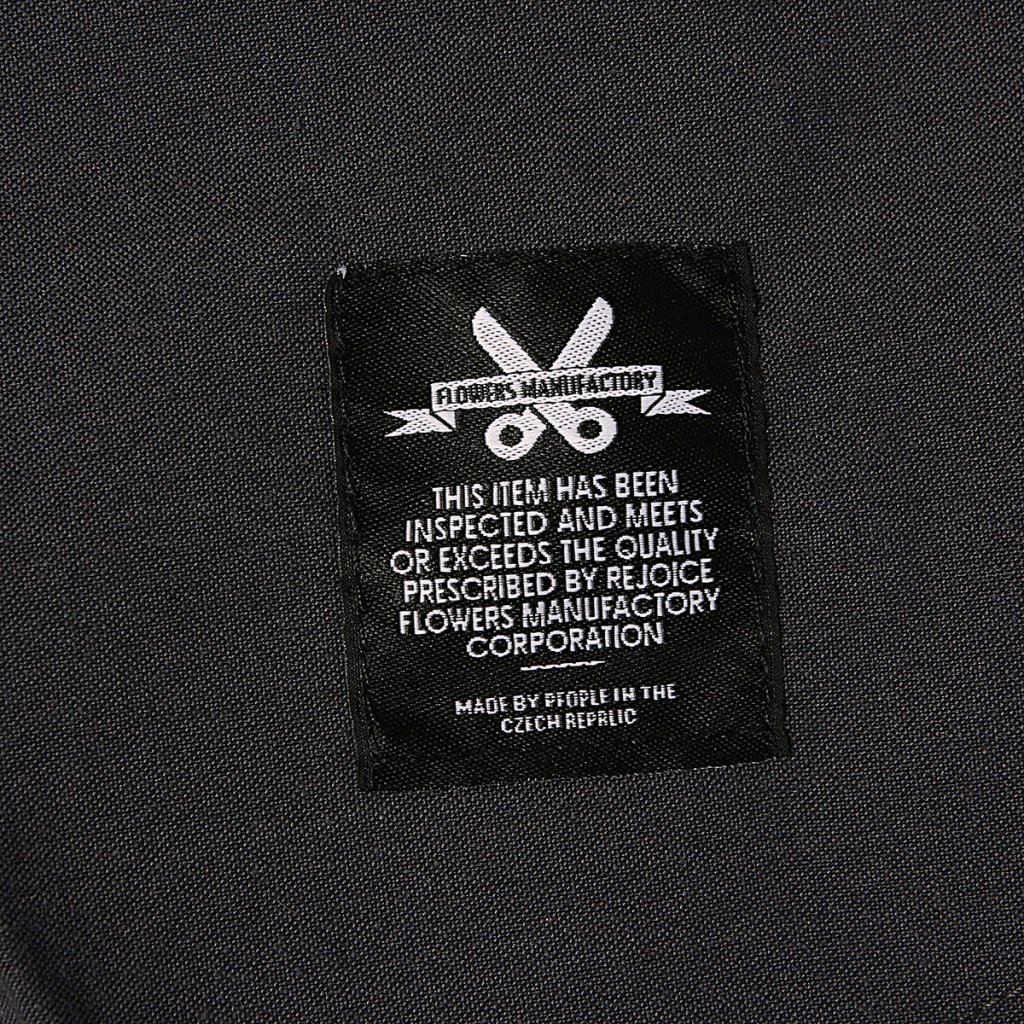 FLOWERS MANUFACTORY
THIS ITEM HAS BEEN
INSPECTED AND MEETS
OR EXCEEDS THE QUALITY
PRESCRIBED BY REJOICE
FLOWERS MANUFACTORY
CORPORATION
MADE BY PEOPLE IN THE
CZECH REPRLIC